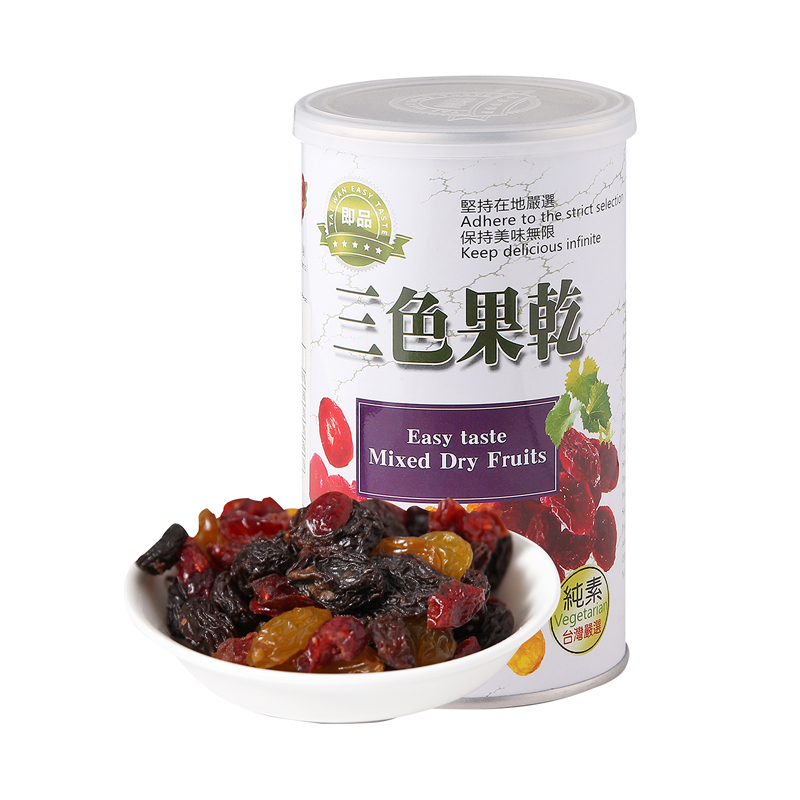 TAIWAN EASY TASTE
即品
堅持在地嚴選
Adhere to the strict selection
保持美味無限
Keep delicious infinite
三色果乾
Easy taste
Mixed Dry Fruits
純素
Vegetarian
台灣嚴選